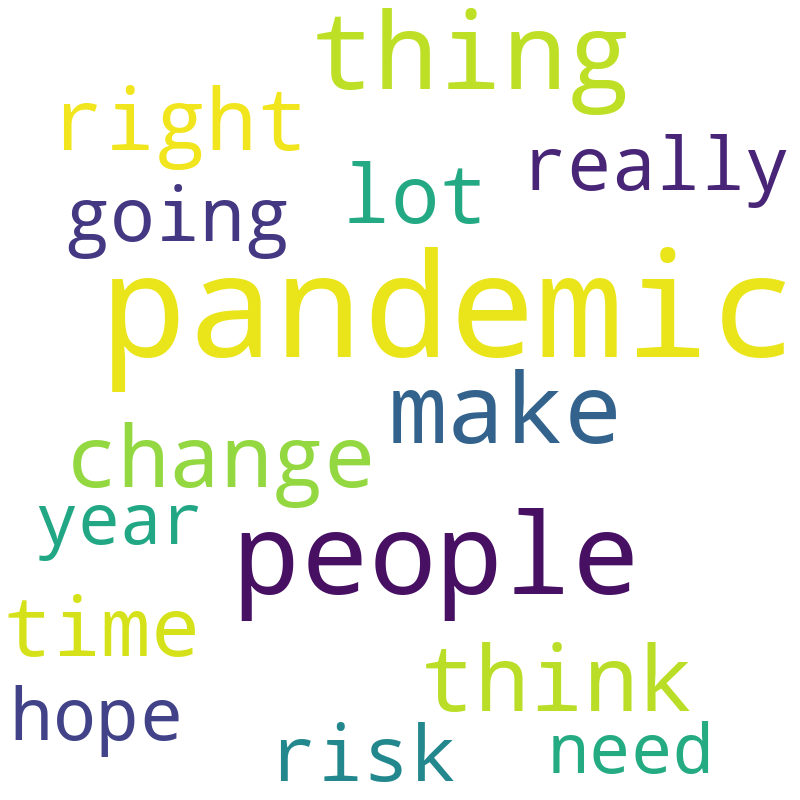 thing
right
really
lot
going
pandemic
make
change
year
people
time
think
hope
risk
need